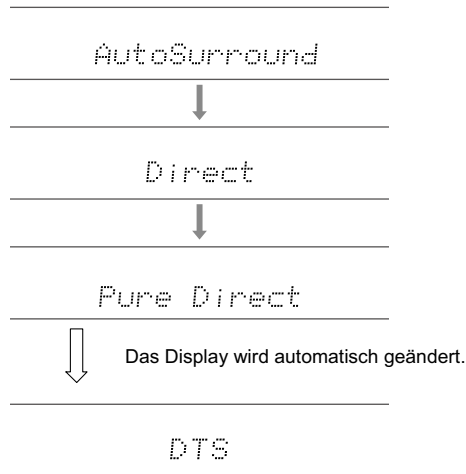 AutoSurround
Direct
Pure Direct
Das Display wird automatisch geändert.
DTS